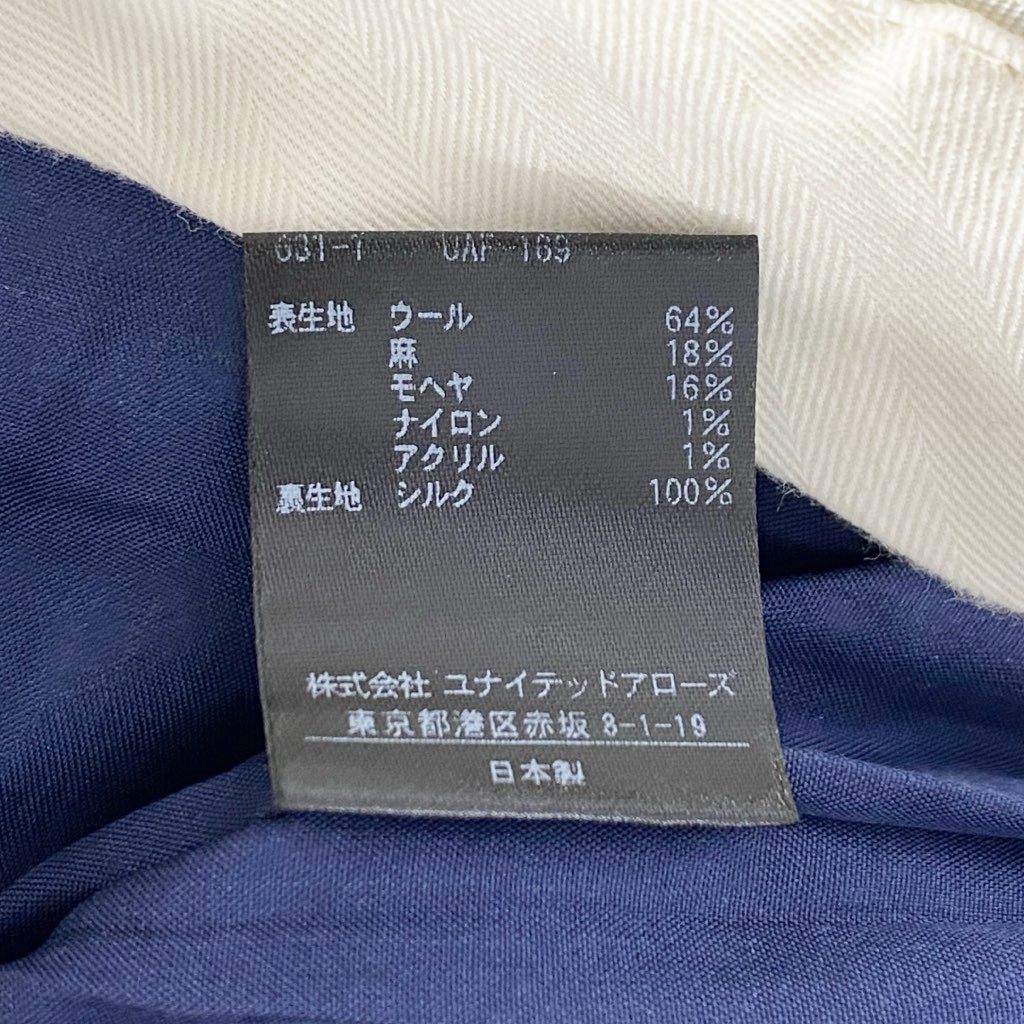 表生地 ウール 64%
麻 18%
モヘヤ 16%
ナイロン 1%
アクリル 1%
裏生地 シルク 100%
株式会社 ユナイテッドアローズ
東京都港区赤坂 8-1-19
日本製